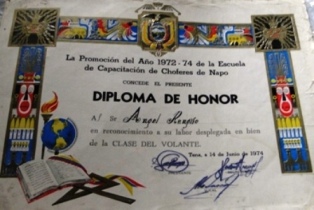 La Promoción del Año 1972-74 de la Escuela
de Capacitación de Choferes de Napo
CONCEDE EL PRESENTE
DIPLOMA DE HONOR
Al Sr. Angel
en reconocimiento a su labor desplegada en bien
de la CLASE DEL VOLANTE.
Tena, a 14 de Junio de 1974